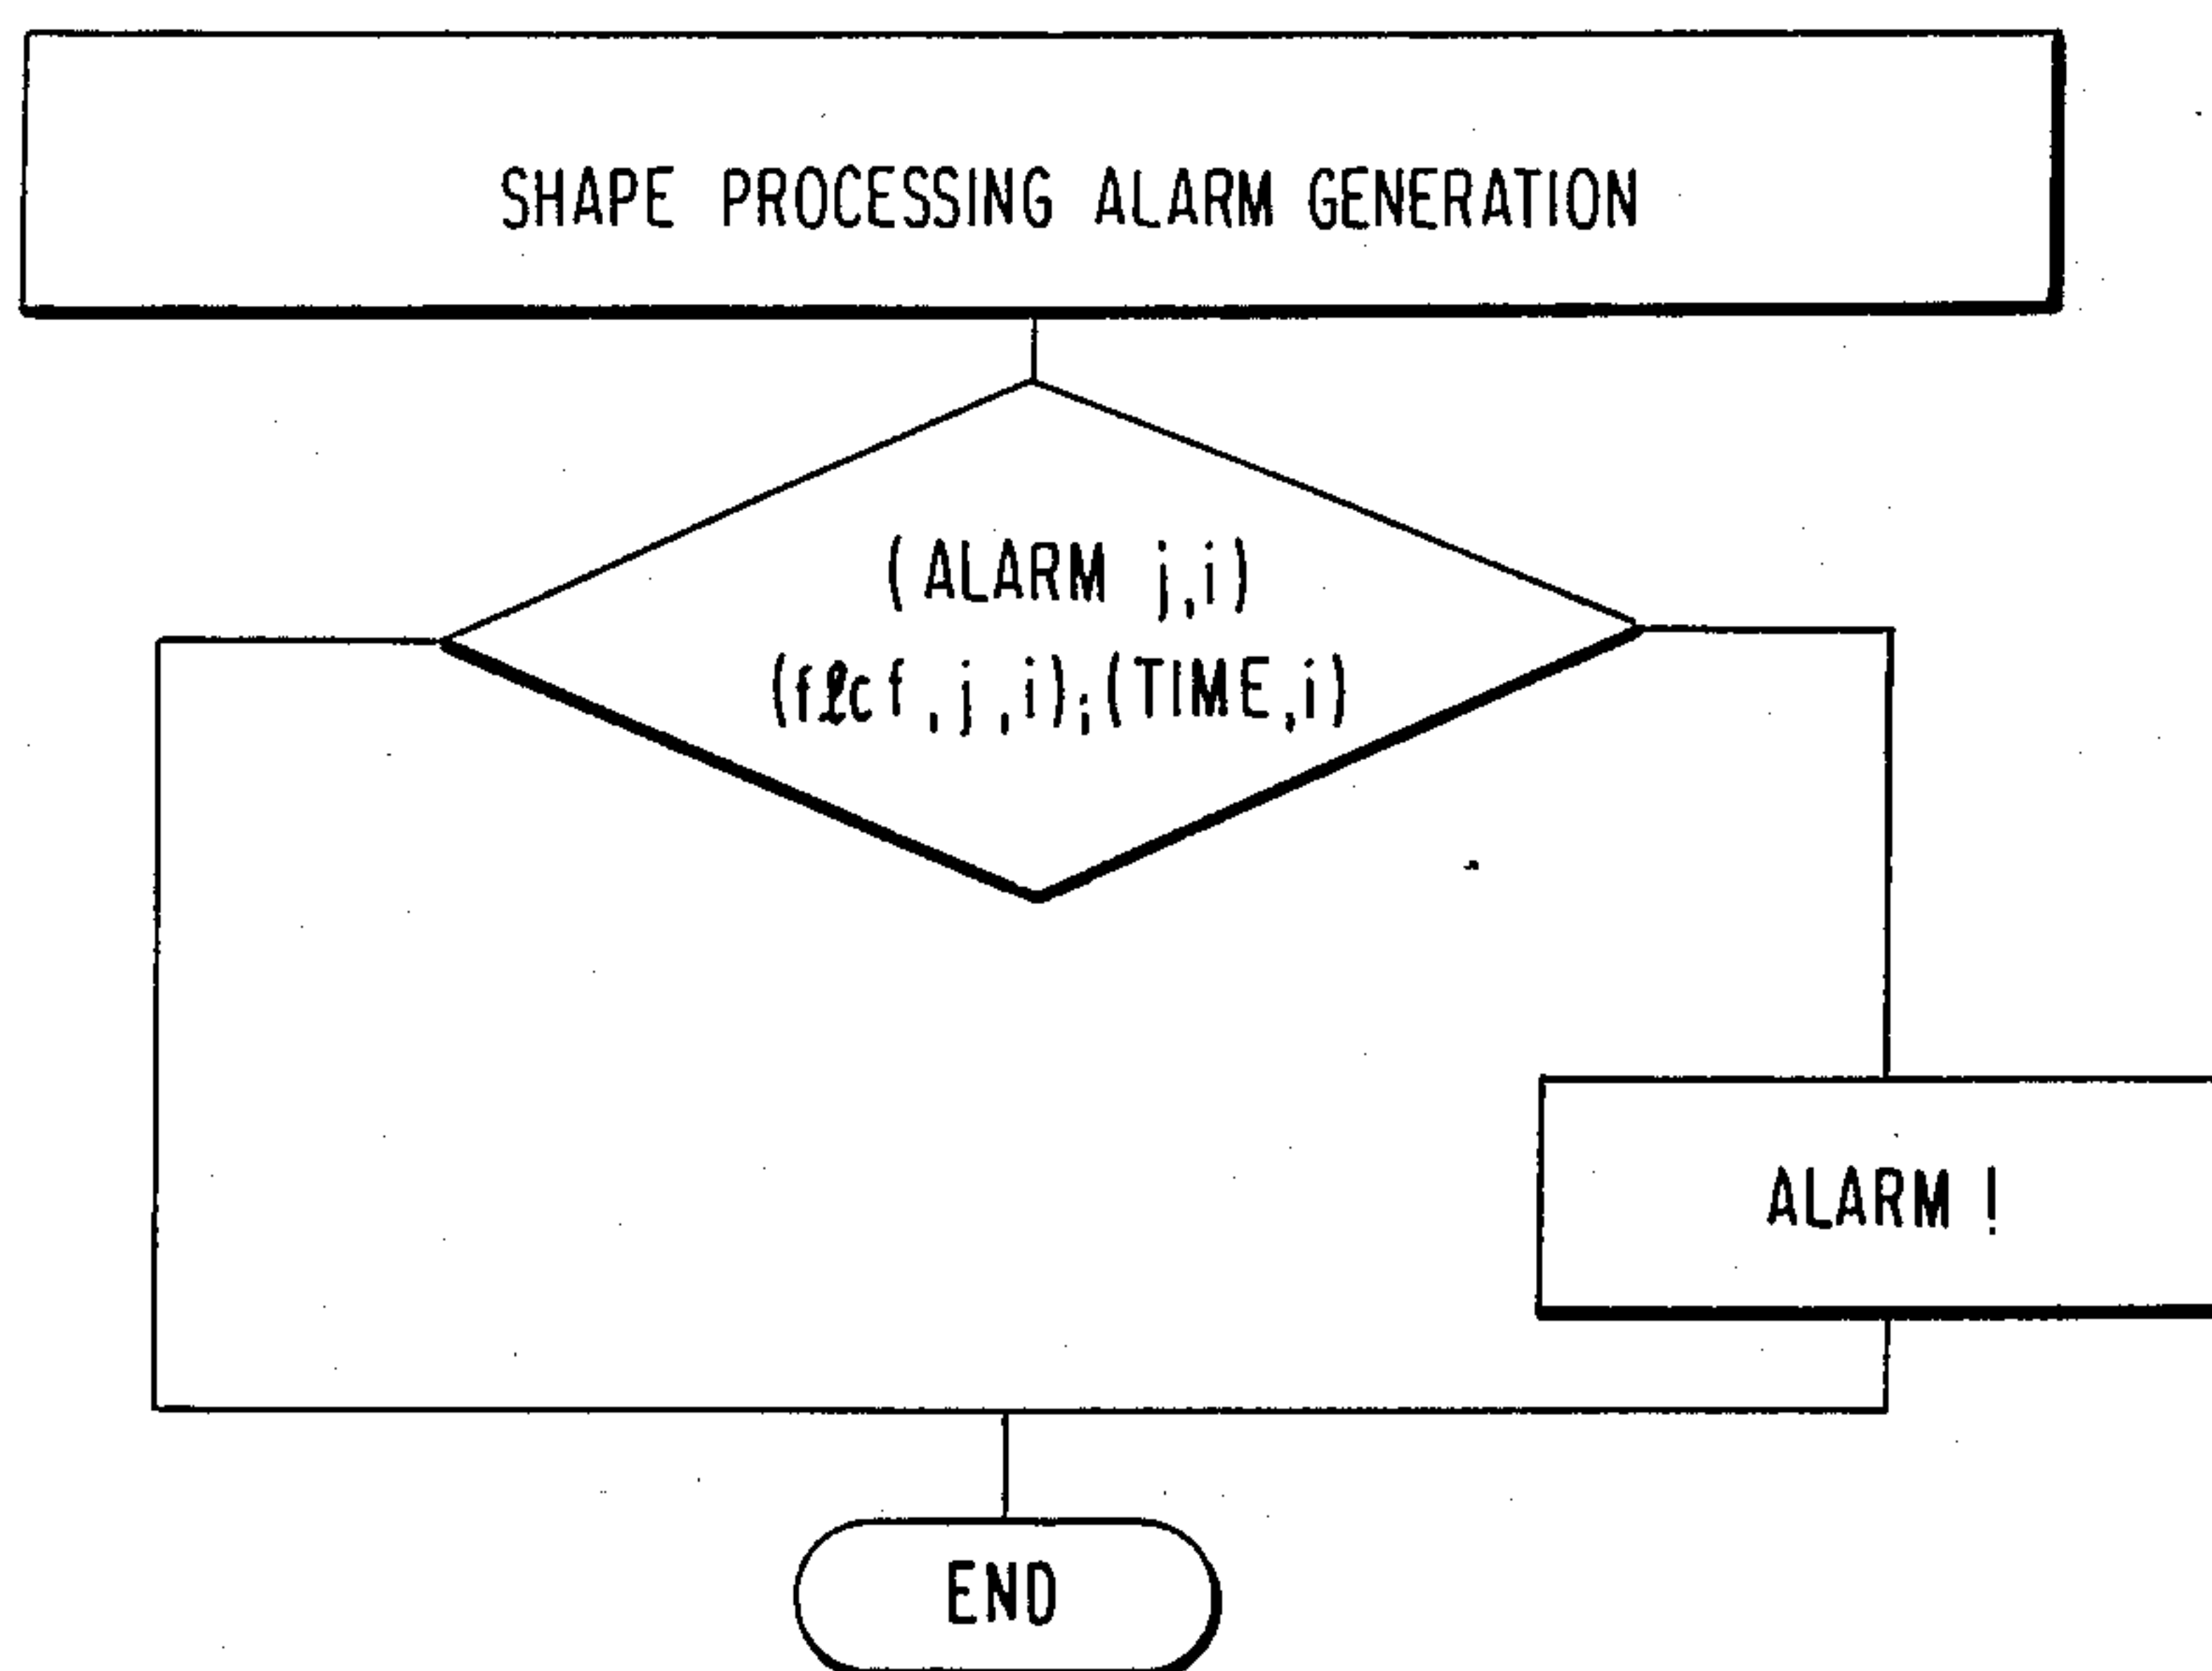 SHAPE PROCESSING ALARM GENERATION
(ALARM j,i)
(fℓcf,j,i);(TIME,i)
ALARM !
END